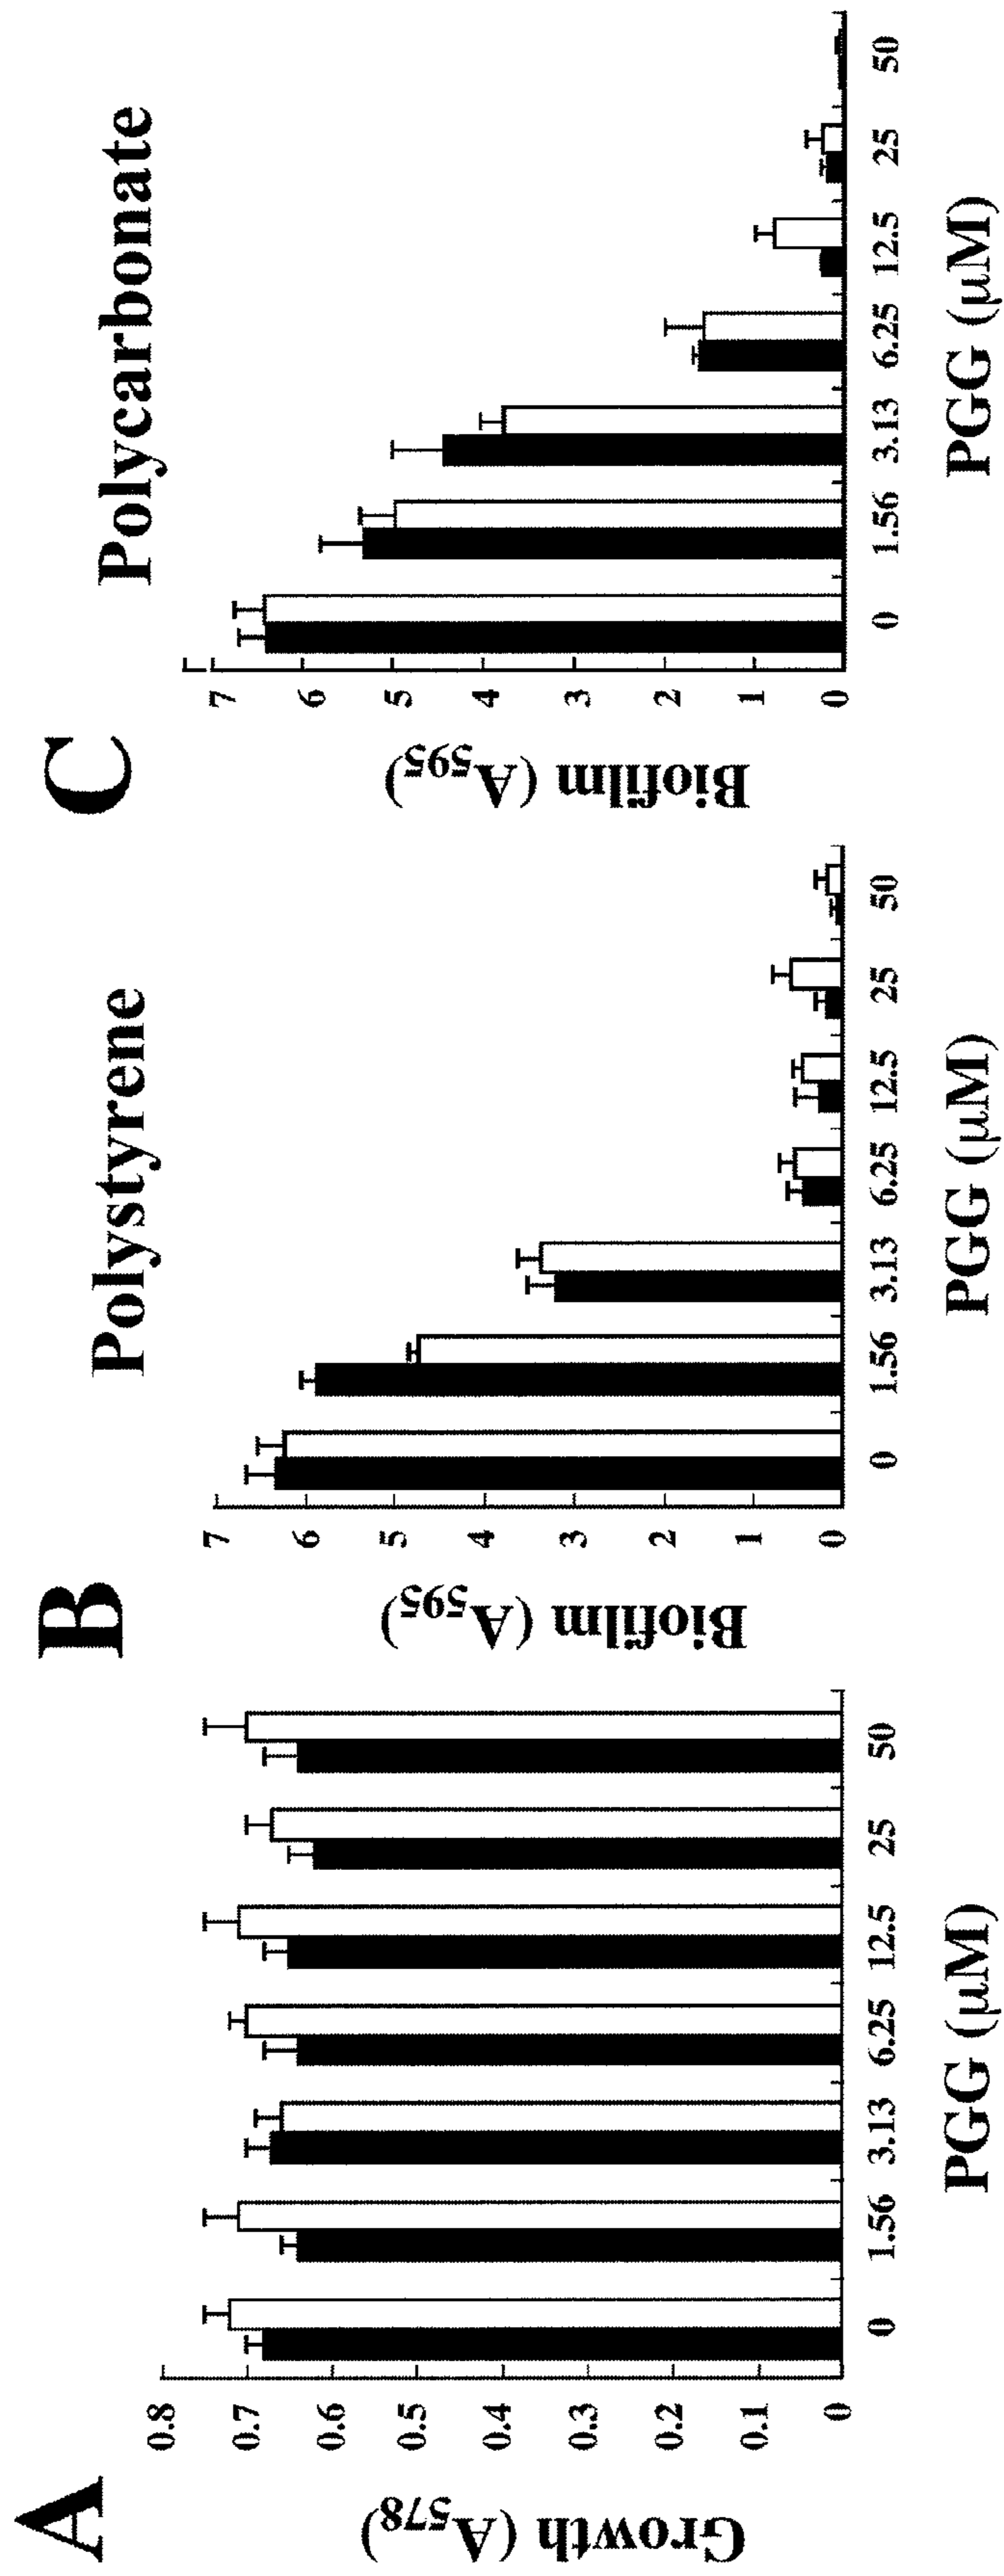 A
Growth (A578)
0.8
0.7
0.6
0.5
0.4
0.3
0.2
0.1
0
0 1.56 3.13 6.25 12.5 25 50
PGG (μM)
B
Polystyrene
Biofilm (A595)
7
6
5
4
3
2
1
0
0 1.56 3.13 6.25 12.5 25 50
PGG (μM)
C
Polycarbonate
Biofilm (A595)
7
6
5
4
3
2
1
0
0 1.56 3.13 6.25 12.5 25 50
PGG (μM)